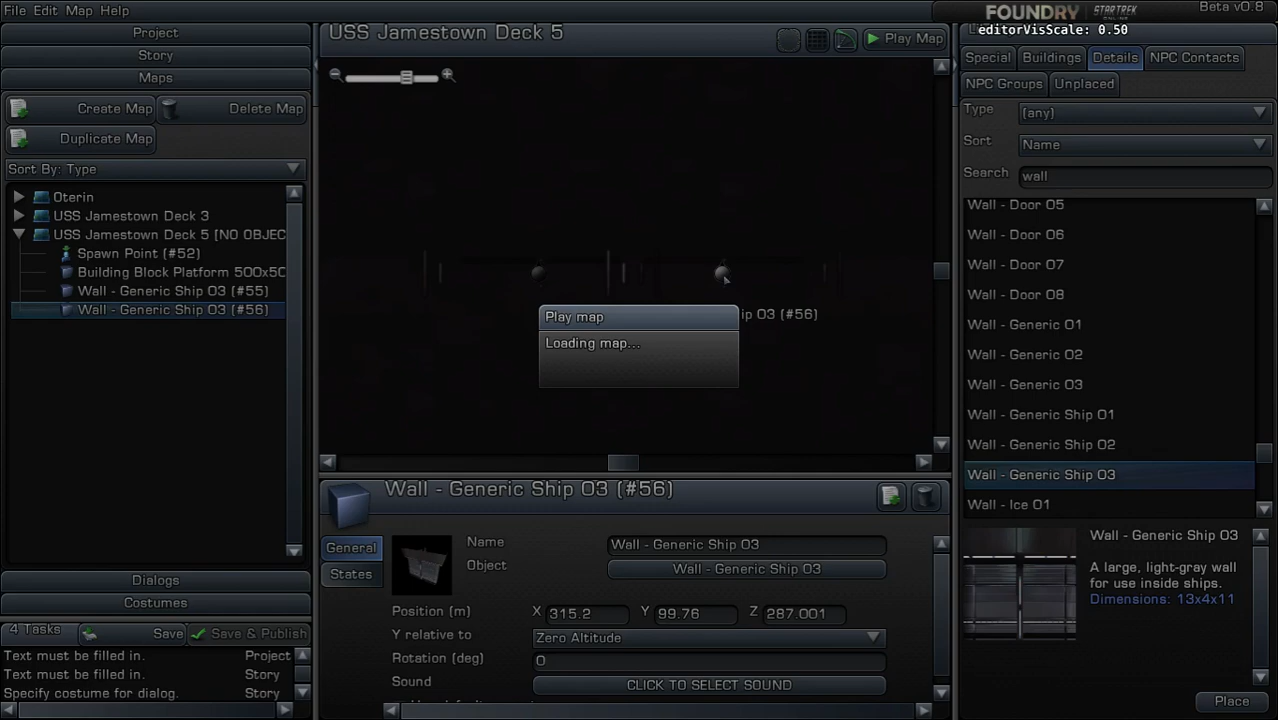 File Edit Map Help
FOUNDRY STAR TREK ONLINE Beta v0.8
editorVisScale: 0.50
Project
Story
Maps
Create Map
Delete Map
Duplicate Map
Sort By: Type
Oterin
USS Jamestown Deck 3
USS Jamestown Deck 5 [NO OBJEC
Spawn Point (#52)
Building Block Platform 500x50
Wall - Generic Ship 03 (#55)
Wall - Generic Ship 03 (#56)
Dialogs
Costumes
4 Tasks
Save
Save & Publish
Text must be filled in. Project
Text must be filled in. Story
Specify costume for dialog. Story
USS Jamestown Deck 5
Play Map
ip 03 (#56)
Play map
Loading map...
Wall - Generic Ship 03 (#56)
General
States
Name Wall - Generic Ship 03
Object Wall - Generic Ship 03
Position (m) X 315.2 Y 99.76 Z 287.001
Y relative to Zero Altitude
Rotation (deg) 0
Sound CLICK TO SELECT SOUND
Special Buildings Details NPC Contacts
NPC Groups Unplaced
Type (any)
Sort Name
Search wall
Wall - Door 05
Wall - Door 06
Wall - Door 07
Wall - Door 08
Wall - Generic 01
Wall - Generic 02
Wall - Generic 03
Wall - Generic Ship 01
Wall - Generic Ship 02
Wall - Generic Ship 03
Wall - Ice 01
Wall - Generic Ship 03
A large, light-gray wall
for use inside ships.
Dimensions: 13x4x11
Place